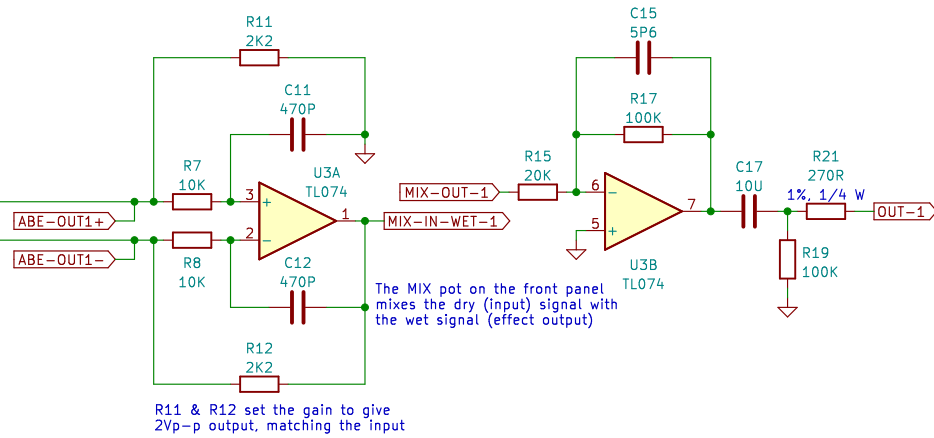 R11
2K2
C11
470P
R7
10K
U3A
TL074
3
+
1
ABE-OUT1+
ABE-OUT1-
2
−
R8
10K
C12
470P
MIX-IN-WET-1
R12
2K2
R11 & R12 set the gain to give
2Vp-p output, matching the input
The MIX pot on the front panel
mixes the dry (input) signal with
the wet signal (effect output)
C15
5P6
R17
100K
R15
20K
MIX-OUT-1
6
−
5
+
7
U3B
TL074
C17
10U
R21
270R
1%, 1/4 W
OUT-1
R19
100K